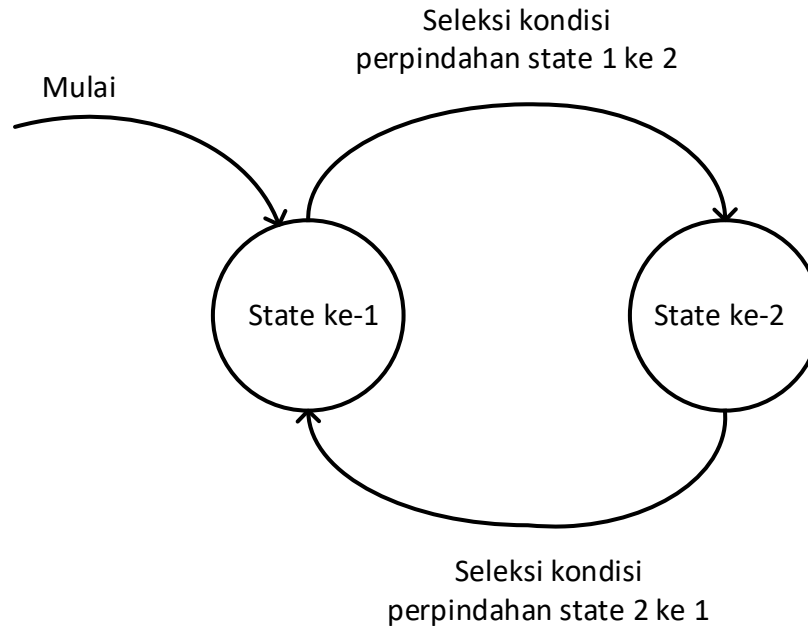 Seleksi kondisi
perpindahan state 1 ke 2
Mulai
State ke-1
State ke-2
Seleksi kondisi
perpindahan state 2 ke 1